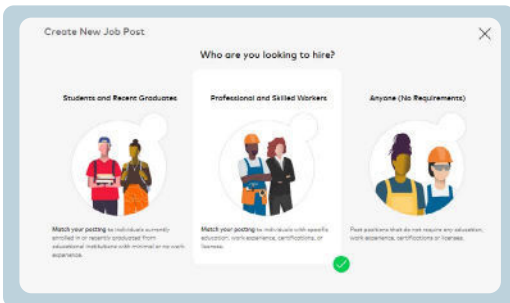 Create New Job Post
Who are you looking to hire?
Students and Recent Graduates
Match your posting to individuals currently
enrolled in or recently graduated from
educational institutions with minimal or no work
experience.
Professional and Skilled Workers
Match your posting to individuals with specific
education, work experience, certifications, or
licenses.
Anyone (No Requirements)
Post positions that do not require any education,
work experience, certifications or licenses.